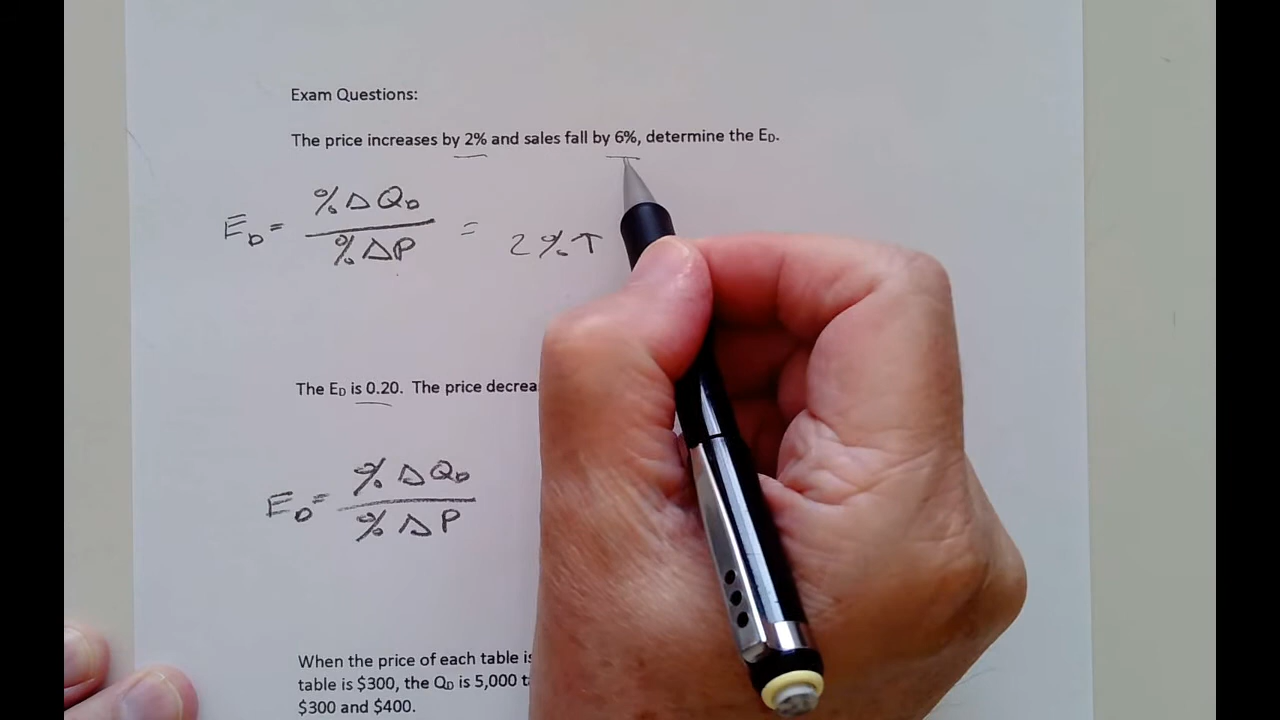 Exam Questions:
The price increases by 2% and sales fall by 6%, determine the ED.
ED = %ΔQD / %ΔP = 2%↑
The ED is 0.20. The price decrea
ED = %ΔQD / %ΔP
When the price of each table is
table is $300, the QD is 5,000 t
$300 and $400.